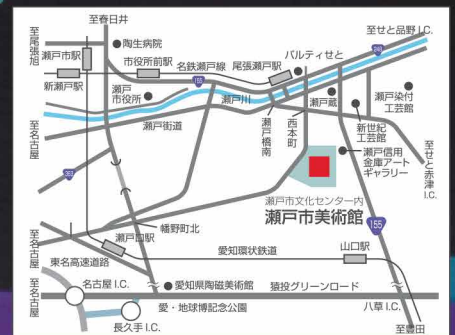 至春日井
至せと品野I.C.
至尾張旭
瀬戸市駅
陶生病院
市役所前駅
名鉄瀬戸線
尾張瀬戸駅
パルティせと
248
新瀬戸駅
155
瀬戸
市役所
瀬戸川
瀬戸蔵
瀬戸染付
工芸館
瀬戸街道
瀬戸橋南
西本町
新世紀
工芸館
至名古屋
瀬戸信用
金庫アート
ギャラリー
至せと赤津I.C.
363
瀬戸市文化センター内
瀬戸市美術館
幡野町北
155
至名古屋
瀬戸口駅
愛知環状鉄道
山口駅
東名高速道路
至名古屋
名古屋I.C.
愛知県陶磁美術館
猿投グリーンロード
愛・地球博記念公園
八草I.C.
長久手I.C.
至豊田